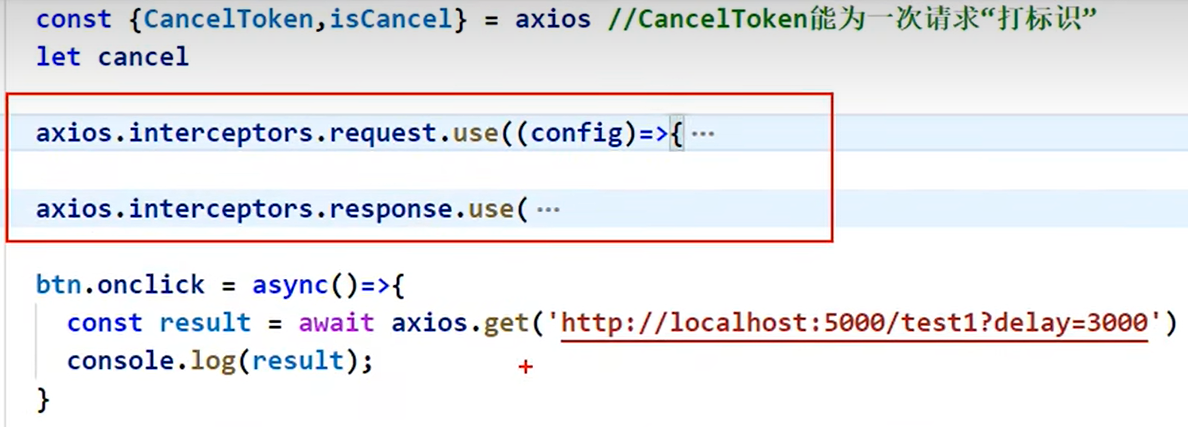 const {CancelToken,isCancel} = axios //CancelToken能为一次请求“打标识”
let cancel
axios.interceptors.request.use((config)=>{ ···
axios.interceptors.response.use( ···
btn.onclick = async()=>{
const result = await axios.get('http://localhost:5000/test1?delay=3000')
console.log(result);
}